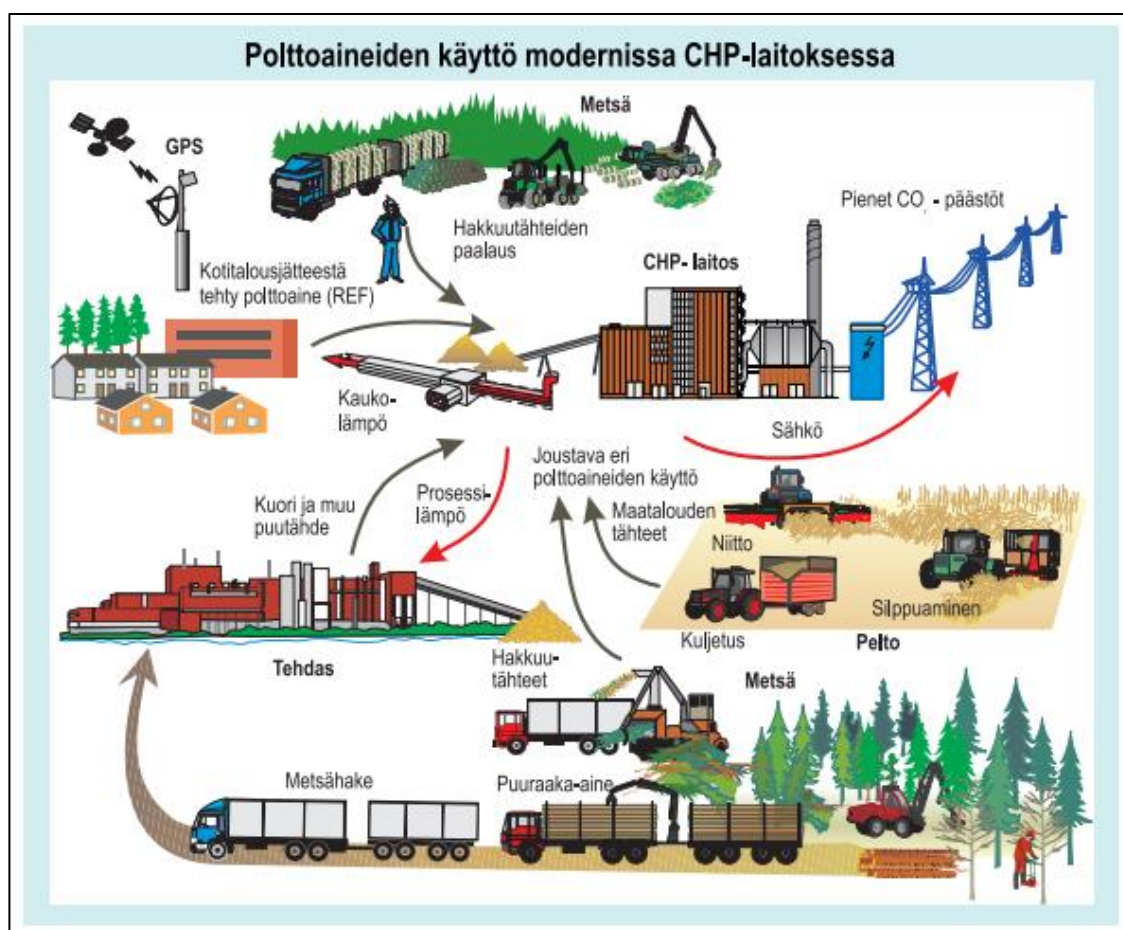 Polttoaineiden käyttö modernissa CHP-laitoksessa
Metsä
GPS
Pienet CO₂ - päästöt
Hakkuutähteiden
paalaus
CHP- laitos
Kotitalousjätteestä
tehty polttoaine (REF)
Kauko-
lämpö
Sähkö
Joustava eri
polttoaineiden käyttö
Kuori ja muu
puutähde
Prosessi-
lämpö
Maatalouden
tähteet
Niitto
Silppuaminen
Kuljetus
Pelto
Tehdas
Hakkuu-
tähteet
Metsä
Metsähake
Puuraaka-aine